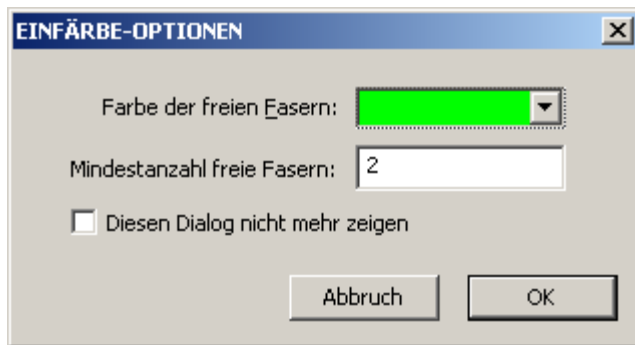 EINFÄRBE-OPTIONEN
Farbe der freien Fasern:
Mindestanzahl freie Fasern: 2
Diesen Dialog nicht mehr zeigen
Abbruch OK